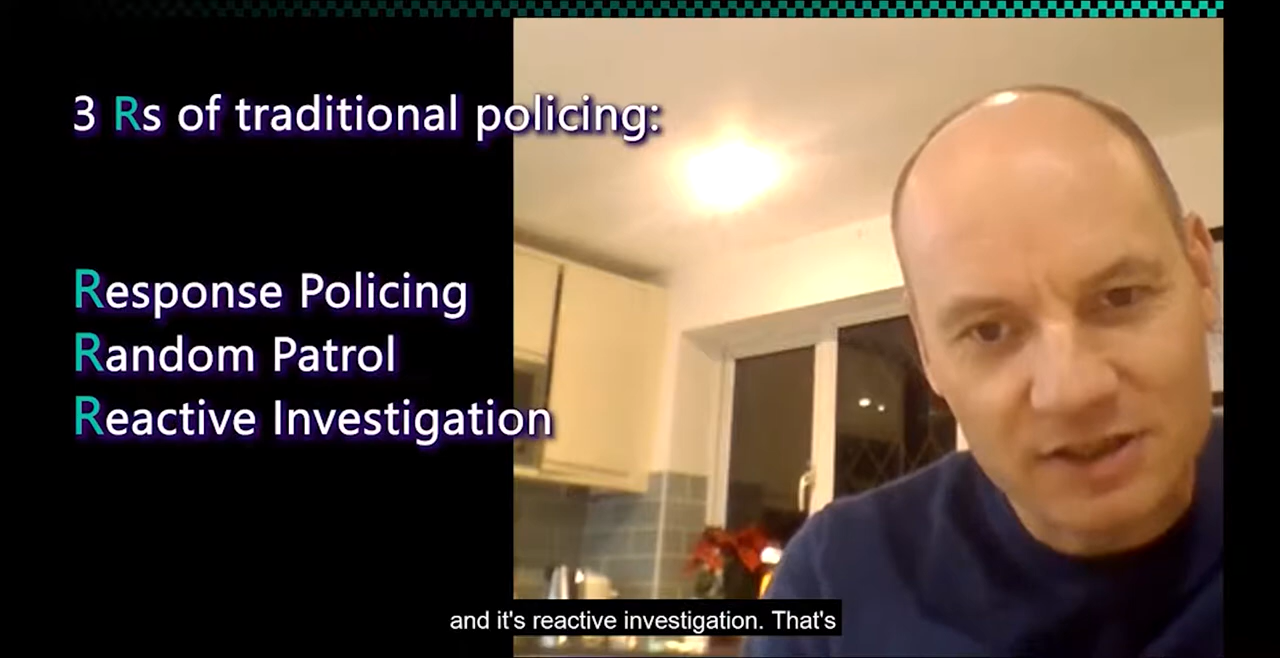 3 Rs of traditional policing:
Response Policing
Random Patrol
Reactive Investigation
and it's reactive investigation. That's